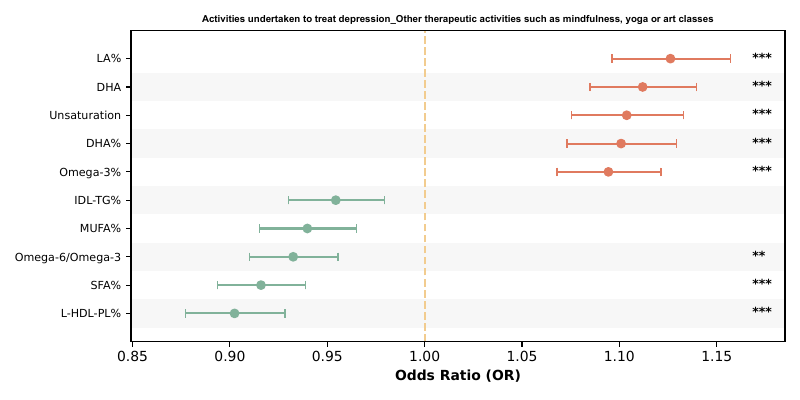 Activities undertaken to treat depression_Other therapeutic activities such as mindfulness, yoga or art classes
LA% ***
DHA ***
Unsaturation ***
DHA% ***
Omega-3% ***
IDL-TG%
MUFA%
Omega-6/Omega-3 **
SFA% ***
L-HDL-PL% ***
0.85 0.90 0.95 1.00 1.05 1.10 1.15
Odds Ratio (OR)